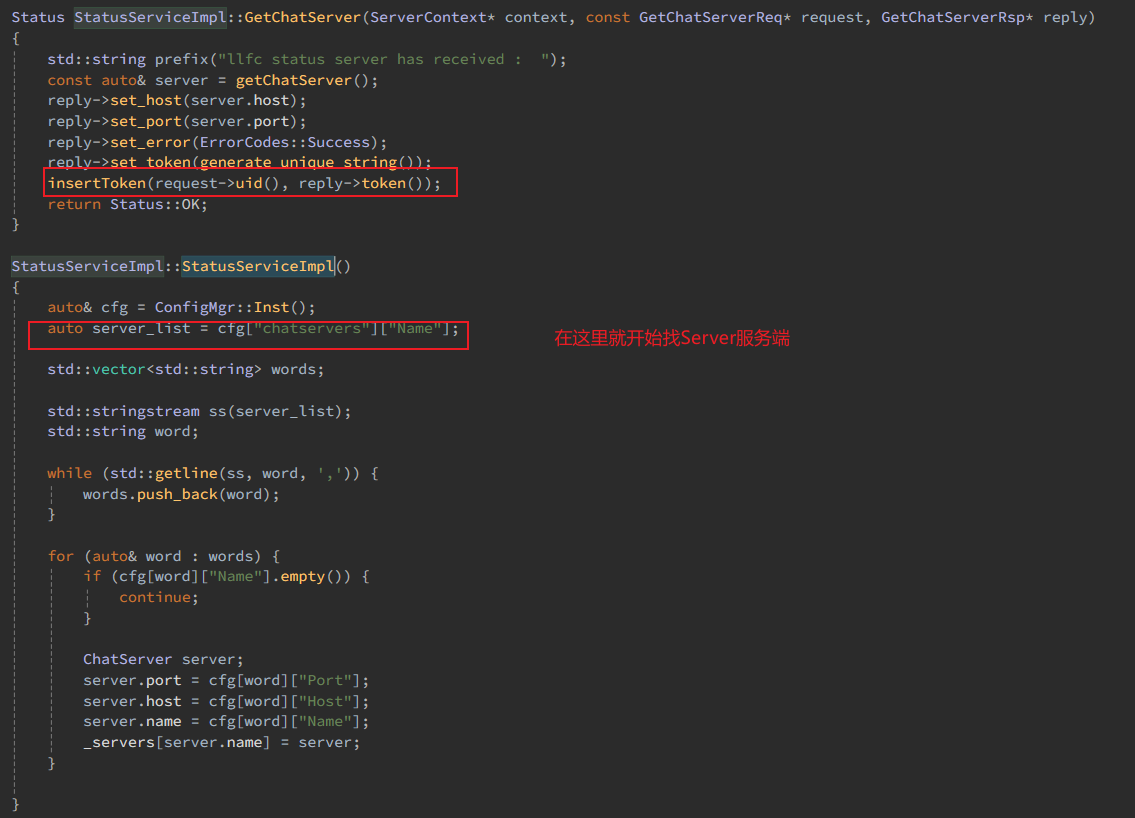 Status StatusServiceImpl::GetChatServer(ServerContext* context, const GetChatServerReq* request, GetChatServerRsp* reply)
{
    std::string prefix("llfc status server has received :  ");
    const auto& server = getChatServer();
    reply->set_host(server.host);
    reply->set_port(server.port);
    reply->set_error(ErrorCodes::Success);
    reply->set_token(generate_unique_string());
    insertToken(request->uid(), reply->token());
    return Status::OK;
}
StatusServiceImpl::StatusServiceImpl()
{
    auto& cfg = ConfigMgr::Inst();
    auto server_list = cfg["chatservers"]["Name"];
在这里就开始找Server服务端
    std::vector<std::string> words;
    std::stringstream ss(server_list);
    std::string word;
    while (std::getline(ss, word, ',')) {
        words.push_back(word);
    }
    for (auto& word : words) {
        if (cfg[word]["Name"].empty()) {
            continue;
        }
        ChatServer server;
        server.port = cfg[word]["Port"];
        server.host = cfg[word]["Host"];
        server.name = cfg[word]["Name"];
        _servers[server.name] = server;
    }
}